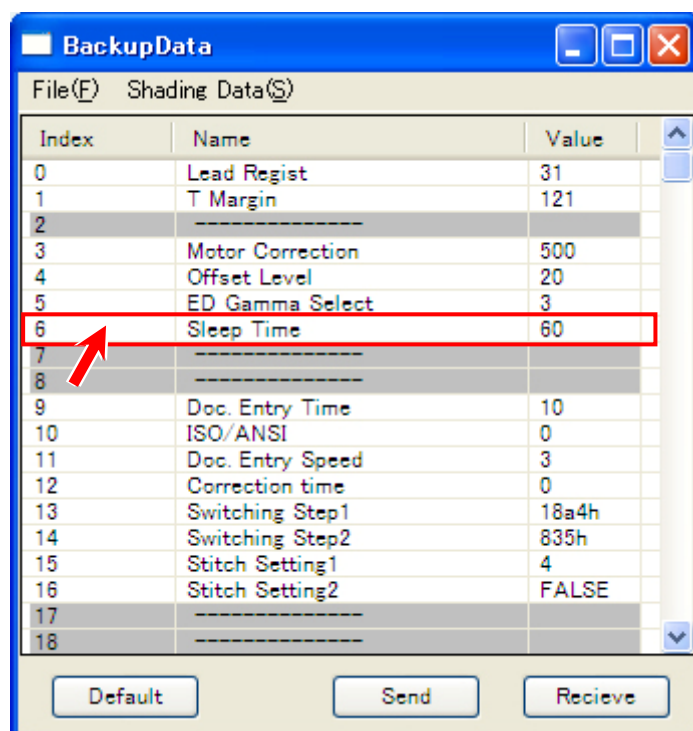 BackupData
File(F) Shading Data(S)
Index Name Value
0 Lead Regist 31
1 T Margin 121
2 --------------
3 Motor Correction 500
4 Offset Level 20
5 ED Gamma Select 3
6 Sleep Time 60
7 --------------
8 --------------
9 Doc. Entry Time 10
10 ISO/ANSI 0
11 Doc. Entry Speed 3
12 Correction time 0
13 Switching Step1 18a4h
14 Switching Step2 835h
15 Stitch Setting1 4
16 Stitch Setting2 FALSE
17 --------------
18 --------------
Default Send Recieve